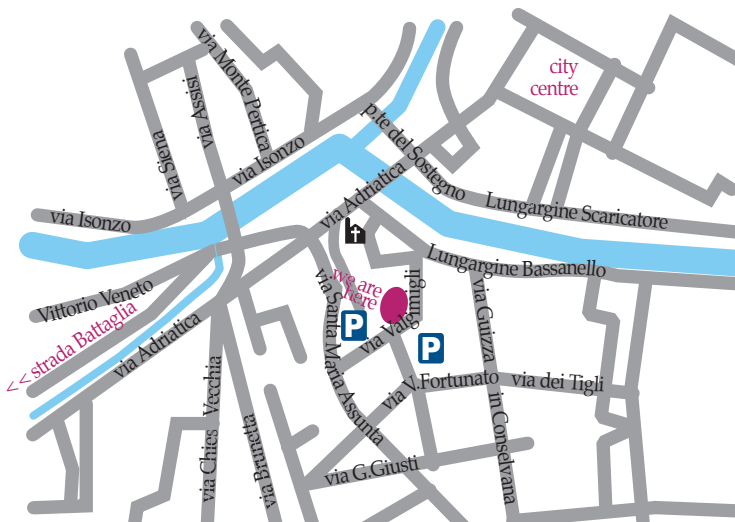 city
centre
via Monte Pertica
via Assisi
via Siena
via Isonzo
p.te del Sostegno
via Isonzo
via Adriatica
Lungargine Scaricatore
Lungargine Bassanello
we are
here
via Santa Maria Assunta
via Valgimigli
P
P
Vittorio Veneto
<< strada Battaglia
via Adriatica
via Guizza
in Conselvana
via V.Fortunato
via dei Tigli
via Chies Vecchia
via Brunetta
via G.Giusti